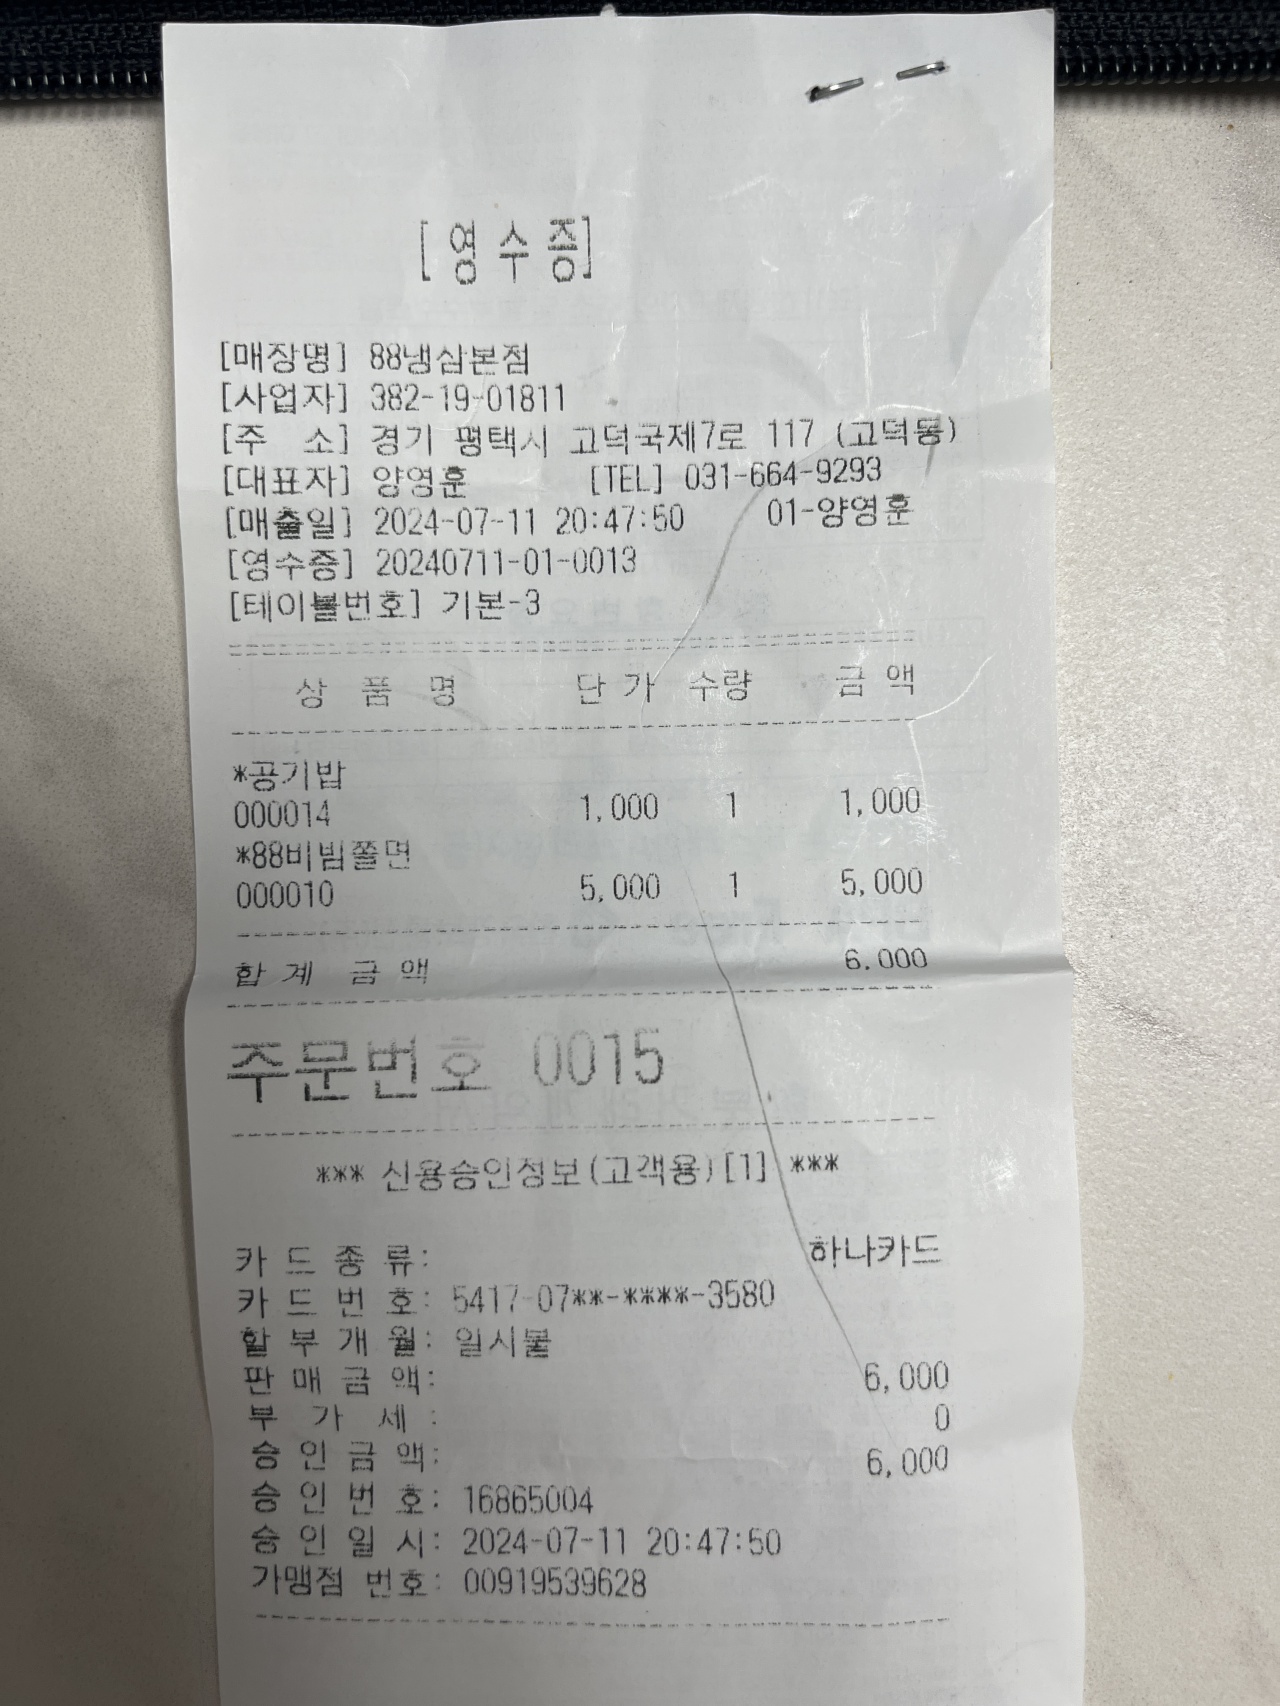 [영수증]
[매장명] 88냉삼본점
[사업자] 382-19-01811
[주 소] 경기 평택시 고덕국제7로 117 (고덕동)
[대표자] 양영훈 [TEL] 031-664-9293
[매출일] 2024-07-11 20:47:50 01-양영훈
[영수증] 20240711-01-0013
[테이블번호] 기본-3
상 품 명 단 가 수량 금 액
*공기밥
000014 1,000 1 1,000
*88비빔쫄면
000010 5,000 1 5,000
합 계 금 액 6,000
주문번호 0015
*** 신용승인정보(고객용)[1] ***
카 드 종 류: 하나카드
카 드 번 호: 5417-07**-****-3580
할 부 개 월: 일시불
판 매 금 액: 6,000
부 가 세 : 0
승 인 금 액: 6,000
승 인 번 호: 16865004
승 인 일 시: 2024-07-11 20:47:50
가맹점 번호: 00919539628